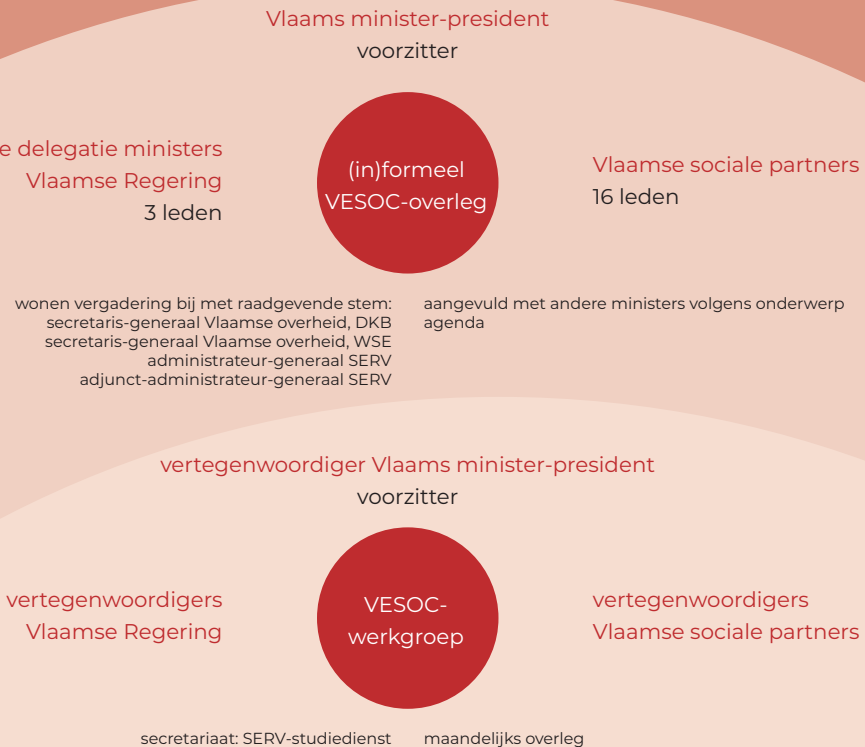 Vlaams minister-president
voorzitter
delegatie ministers
Vlaamse Regering
3 leden
(in)formeel
VESOC-overleg
Vlaamse sociale partners
16 leden
wonen vergadering bij met raadgevende stem:
secretaris-generaal Vlaamse overheid, DKB
secretaris-generaal Vlaamse overheid, WSE
administrateur-generaal SERV
adjunct-administrateur-generaal SERV
aangevuld met andere ministers volgens onderwerp
agenda
vertegenwoordiger Vlaams minister-president
voorzitter
vertegenwoordigers
Vlaamse Regering
VESOC-
werkgroep
vertegenwoordigers
Vlaamse sociale partners
secretariaat: SERV-studiedienst
maandelijks overleg